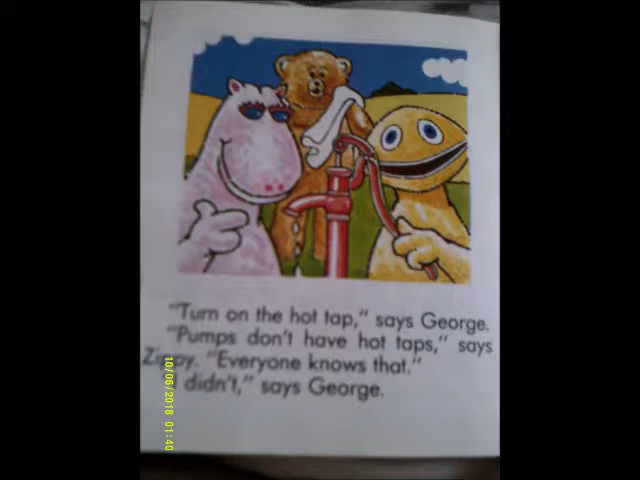 "Turn on the hot tap," says George.
"Pumps don't have hot taps," says
Zippy. "Everyone knows that."
didn't," says George.
10/06/2018 01:40